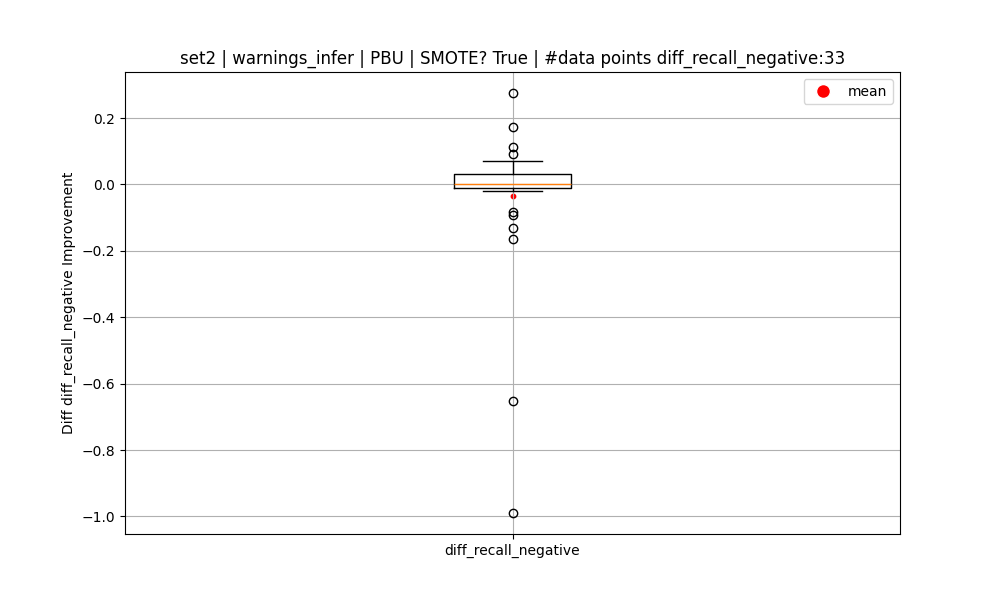 set2 | warnings_infer | PBU | SMOTE? True | #data points diff_recall_negative:33
mean
0.2
0.0
−0.2
−0.4
−0.6
−0.8
−1.0
Diff diff_recall_negative Improvement
diff_recall_negative